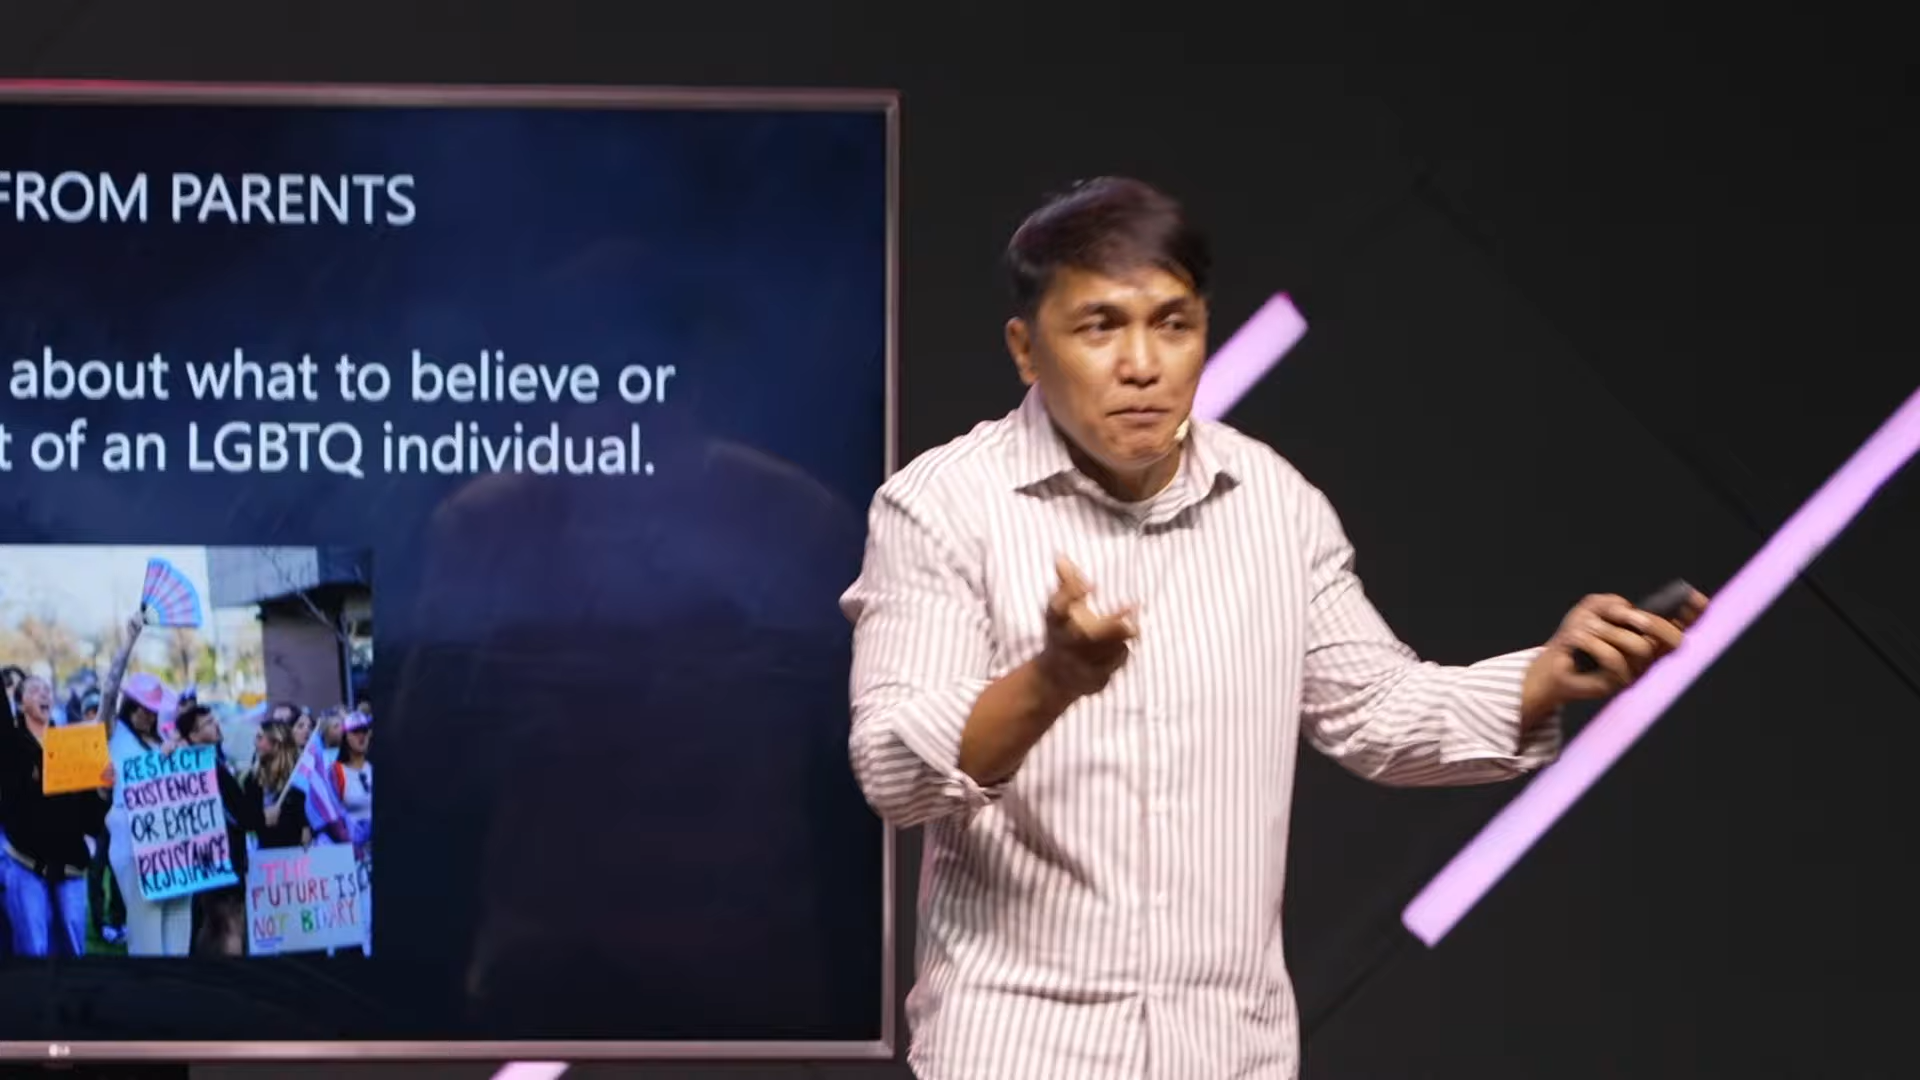 FROM PARENTS
about what to believe or
t of an LGBTQ individual.
RESPECT
EXISTENCE
OR EXPECT
RESISTANCE
THE
FUTURE IS
NOT BINARY
LG